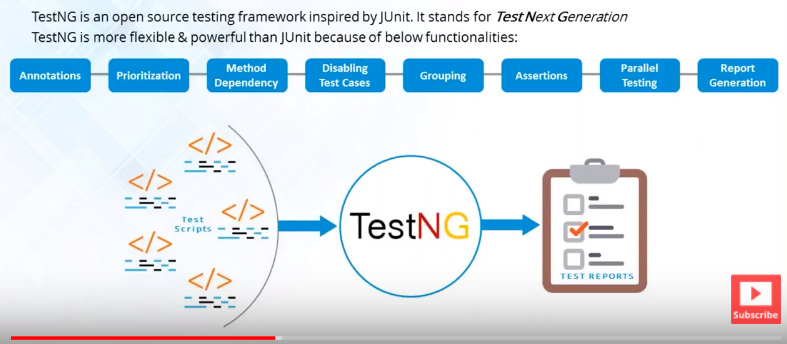 TestNG is an open source testing framework inspired by JUnit. It stands for Test Next Generation
TestNG is more flexible & powerful than JUnit because of below functionalities:
Annotations
Prioritization
Method
Dependency
Disabling
Test Cases
Grouping
Assertions
Parallel
Testing
Report
Generation
</>
</>
</>
Test
Scripts
</>
</>
TestNG
TEST REPORTS
Subscribe